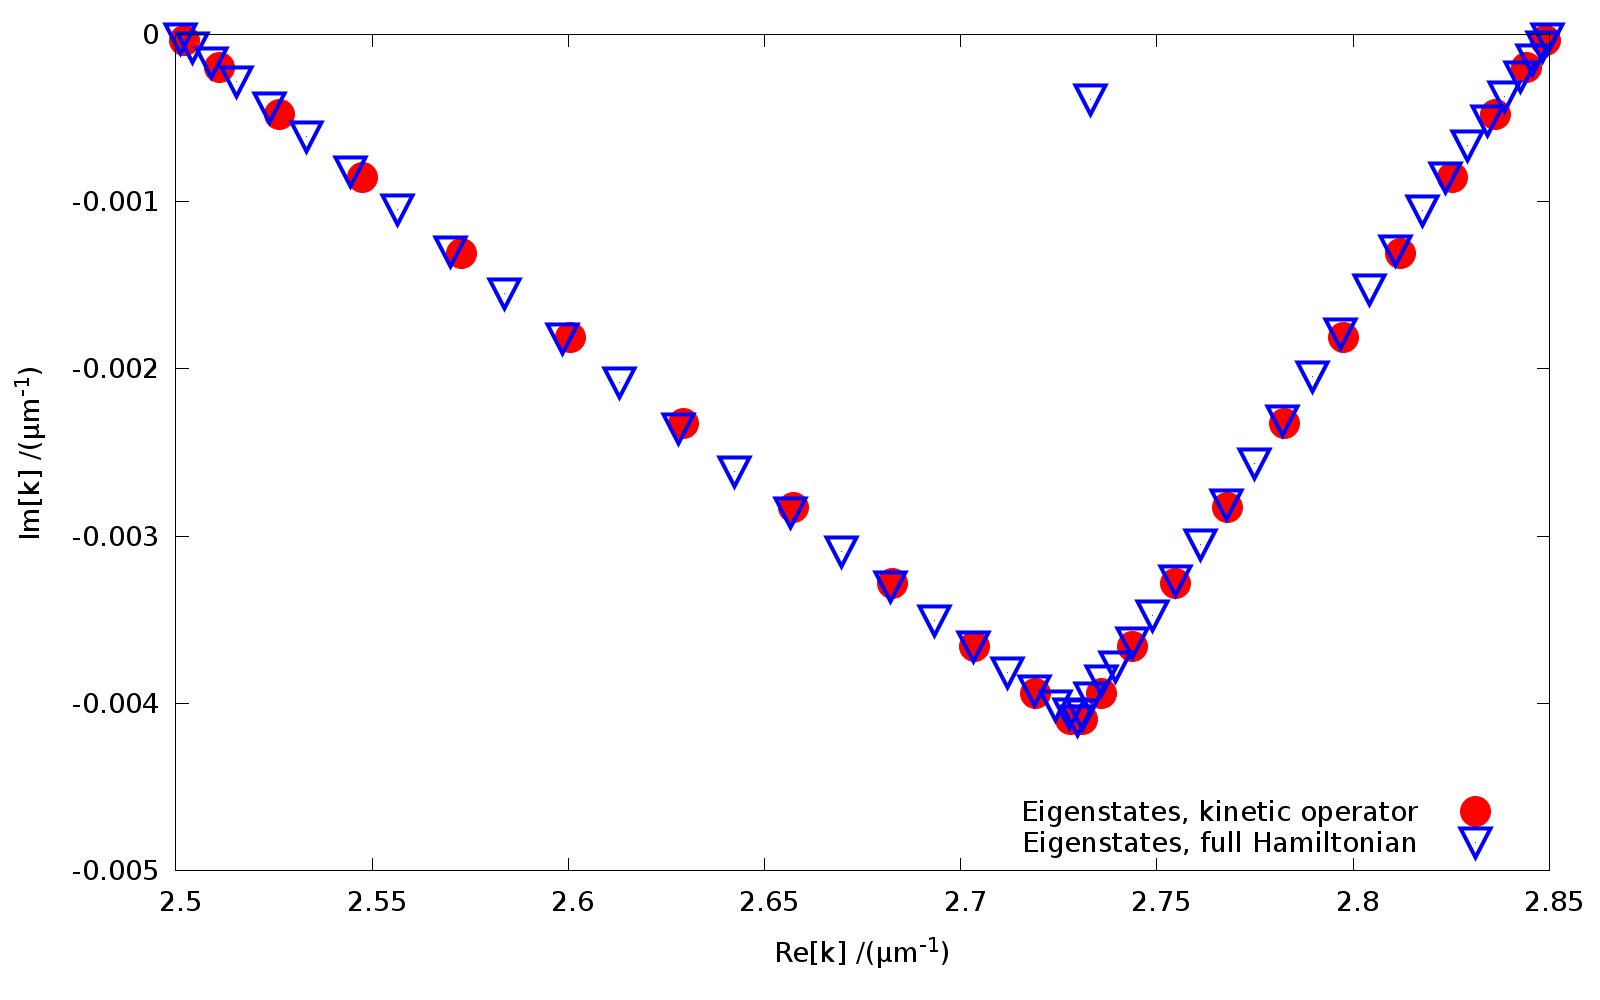 0
-0.001
-0.002
-0.003
-0.004
-0.005
Im[k] /(µm⁻¹)
2.5 2.55 2.6 2.65 2.7 2.75 2.8 2.85
Re[k] /(µm⁻¹)
Eigenstates, kinetic operator
Eigenstates, full Hamiltonian